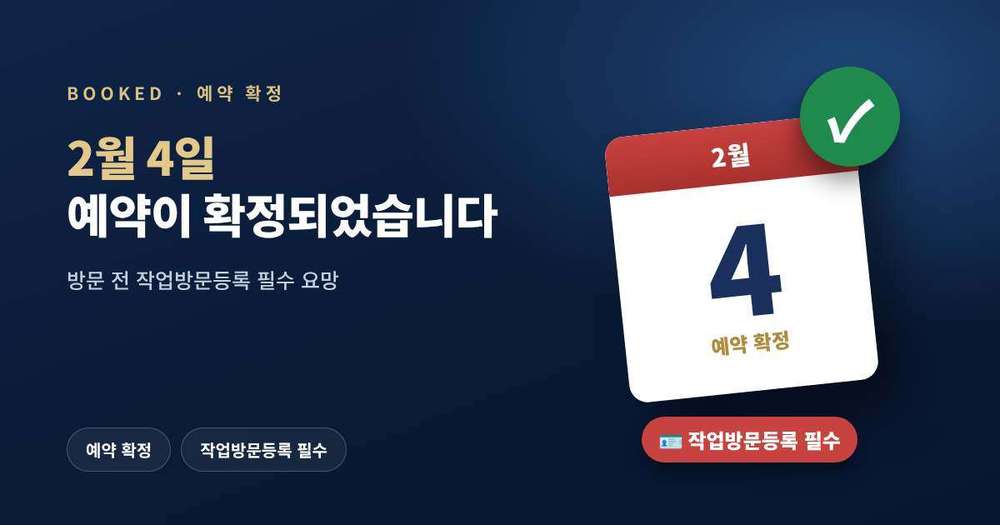 BOOKED · 예약 확정
2월 4일
예약이 확정되었습니다
방문 전 작업방문등록 필수 요망
예약 확정
작업방문등록 필수
2월
4
예약 확정
작업방문등록 필수